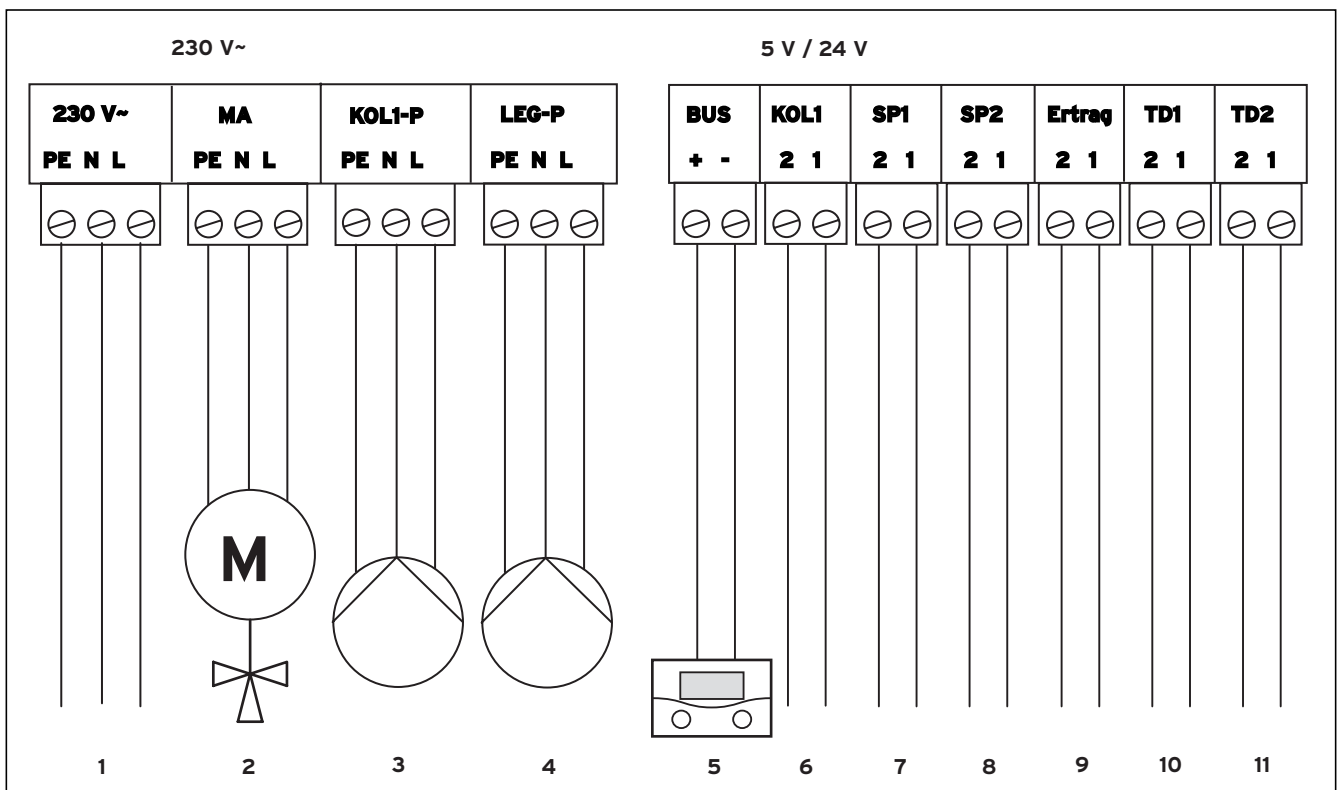 230 V~ 5 V / 24 V
230 V~ MA KOL1-P LEG-P BUS KOL1 SP1 SP2 Ertrag TD1 TD2
PE N L PE N L PE N L PE N L + - 2 1 2 1 2 1 2 1 2 1 2 1
M
1 2 3 4 5 6 7 8 9 10 11